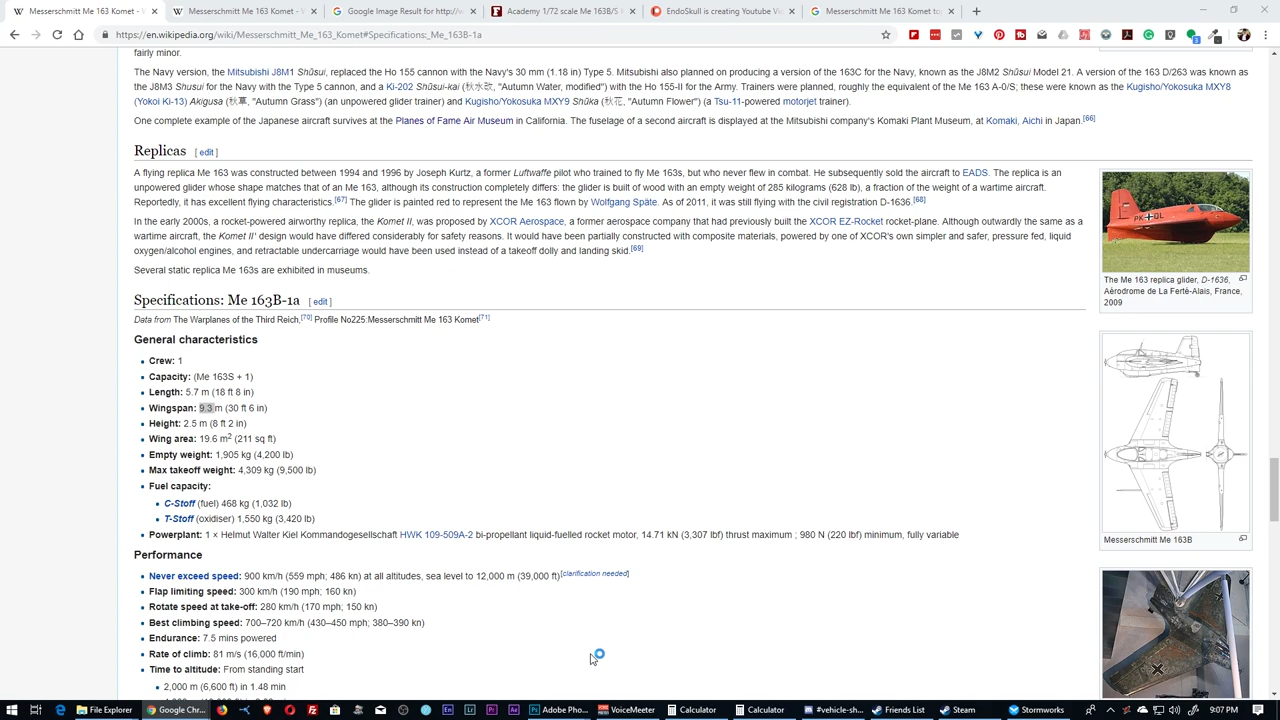 Messerschmitt Me 163 Komet - W
Messerschmitt Me 163 Komet - W
Google Image Result for http://w
Academy 1/72 scale Me 163B/S K
EndoSkull is creating Youtube Vi
Messerschmitt Me 163 Komet to
https://en.wikipedia.org/wiki/Messerschmitt_Me_163_Komet#Specifications:_Me_163B-1a
fairly minor.
The Navy version, the Mitsubishi J8M1 Shūsui, replaced the Ho 155 cannon with the Navy's 30 mm (1.18 in) Type 5. Mitsubishi also planned on producing a version of the 163C for the Navy, known as the J8M2 Shūsui Model 21. A version of the 163 D/263 was known as
the J8M3 Shusui for the Navy with the Type 5 cannon, and a Ki-202 Shūsui-kai (秋水改, "Autumn Water, modified") with the Ho 155-II for the Army. Trainers were planned, roughly the equivalent of the Me 163 A-0/S; these were known as the Kugisho/Yokosuka MXY8
(Yokoi Ki-13) Akigusa (秋草, "Autumn Grass") (an unpowered glider trainer) and Kugisho/Yokosuka MXY9 Shūka (秋花, "Autumn Flower") (a Tsu-11-powered motorjet trainer).
One complete example of the Japanese aircraft survives at the Planes of Fame Air Museum in California. The fuselage of a second aircraft is displayed at the Mitsubishi company's Komaki Plant Museum, at Komaki, Aichi in Japan.[66]
Replicas [ edit ]
A flying replica Me 163 was constructed between 1994 and 1996 by Joseph Kurtz, a former Luftwaffe pilot who trained to fly Me 163s, but who never flew in combat. He subsequently sold the aircraft to EADS. The replica is an
unpowered glider whose shape matches that of an Me 163, although its construction completely differs: the glider is built of wood with an empty weight of 285 kilograms (628 lb), a fraction of the weight of a wartime aircraft.
Reportedly, it has excellent flying characteristics.[67] The glider is painted red to represent the Me 163 flown by Wolfgang Späte. As of 2011, it was still flying with the civil registration D-1636.[68]
In the early 2000s, a rocket-powered airworthy replica, the Komet II, was proposed by XCOR Aerospace, a former aerospace company that had previously built the XCOR EZ-Rocket rocket-plane. Although outwardly the same as a
wartime aircraft, the Komet II' design would have differed considerably for safety reasons. It would have been partially constructed with composite materials, powered by one of XCOR's own simpler and safer, pressure fed, liquid
oxygen/alcohol engines, and retractable undercarriage would have been used instead of a takeoff dolly and landing skid.[69]
Several static replica Me 163s are exhibited in museums.
PK QL
The Me 163 replica glider, D-1636,
Aérodrome de La Ferté-Alais, France,
2009
Specifications: Me 163B-1a [ edit ]
Data from The Warplanes of the Third Reich,[70] Profile No225:Messerschmitt Me 163 Komet[71]
General characteristics
Crew: 1
Capacity: (Me 163S + 1)
Length: 5.7 m (18 ft 8 in)
Wingspan: 9.3 m (30 ft 6 in)
Height: 2.5 m (8 ft 2 in)
Wing area: 19.6 m2 (211 sq ft)
Empty weight: 1,905 kg (4,200 lb)
Max takeoff weight: 4,309 kg (9,500 lb)
Fuel capacity:
C-Stoff (fuel) 468 kg (1,032 lb)
T-Stoff (oxidiser) 1,550 kg (3,420 lb)
Powerplant: 1 × Helmut Walter Kiel Kommandogesellschaft HWK 109-509A-2 bi-propellant liquid-fuelled rocket motor, 14.71 kN (3,307 lbf) thrust maximum ; 980 N (220 lbf) minimum, fully variable
Messerschmitt Me 163B
Performance
Never exceed speed: 900 km/h (559 mph; 486 kn) at all altitudes, sea level to 12,000 m (39,000 ft)[clarification needed]
Flap limiting speed: 300 km/h (190 mph; 160 kn)
Rotate speed at take-off: 280 km/h (170 mph; 150 kn)
Best climbing speed: 700–720 km/h (430–450 mph; 380–390 kn)
Endurance: 7.5 mins powered
Rate of climb: 81 m/s (16,000 ft/min)
Time to altitude: From standing start
2,000 m (6,600 ft) in 1.48 min
File Explorer
Google Chr...
Adobe Pho...
VoiceMeeter
Calculator
Calculator
#vehicle-sh...
Friends List
Steam
Stormworks
9:07 PM